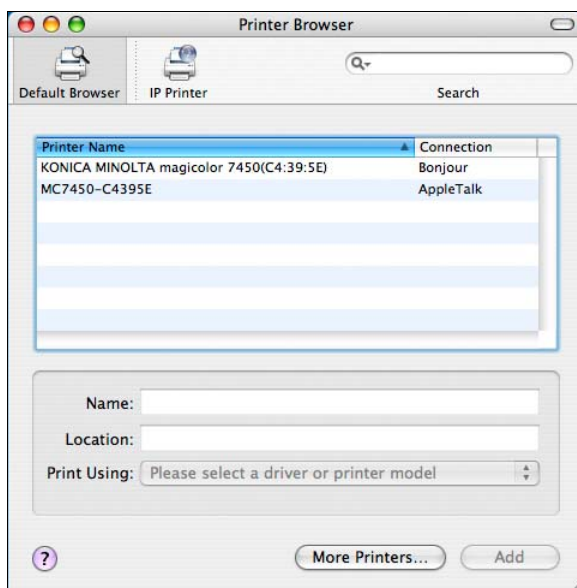 Printer Browser
Default Browser
IP Printer
Search
Printer Name Connection
KONICA MINOLTA magicolor 7450(C4:39:5E) Bonjour
MC7450-C4395E AppleTalk
Name:
Location:
Print Using: Please select a driver or printer model
? More Printers... Add